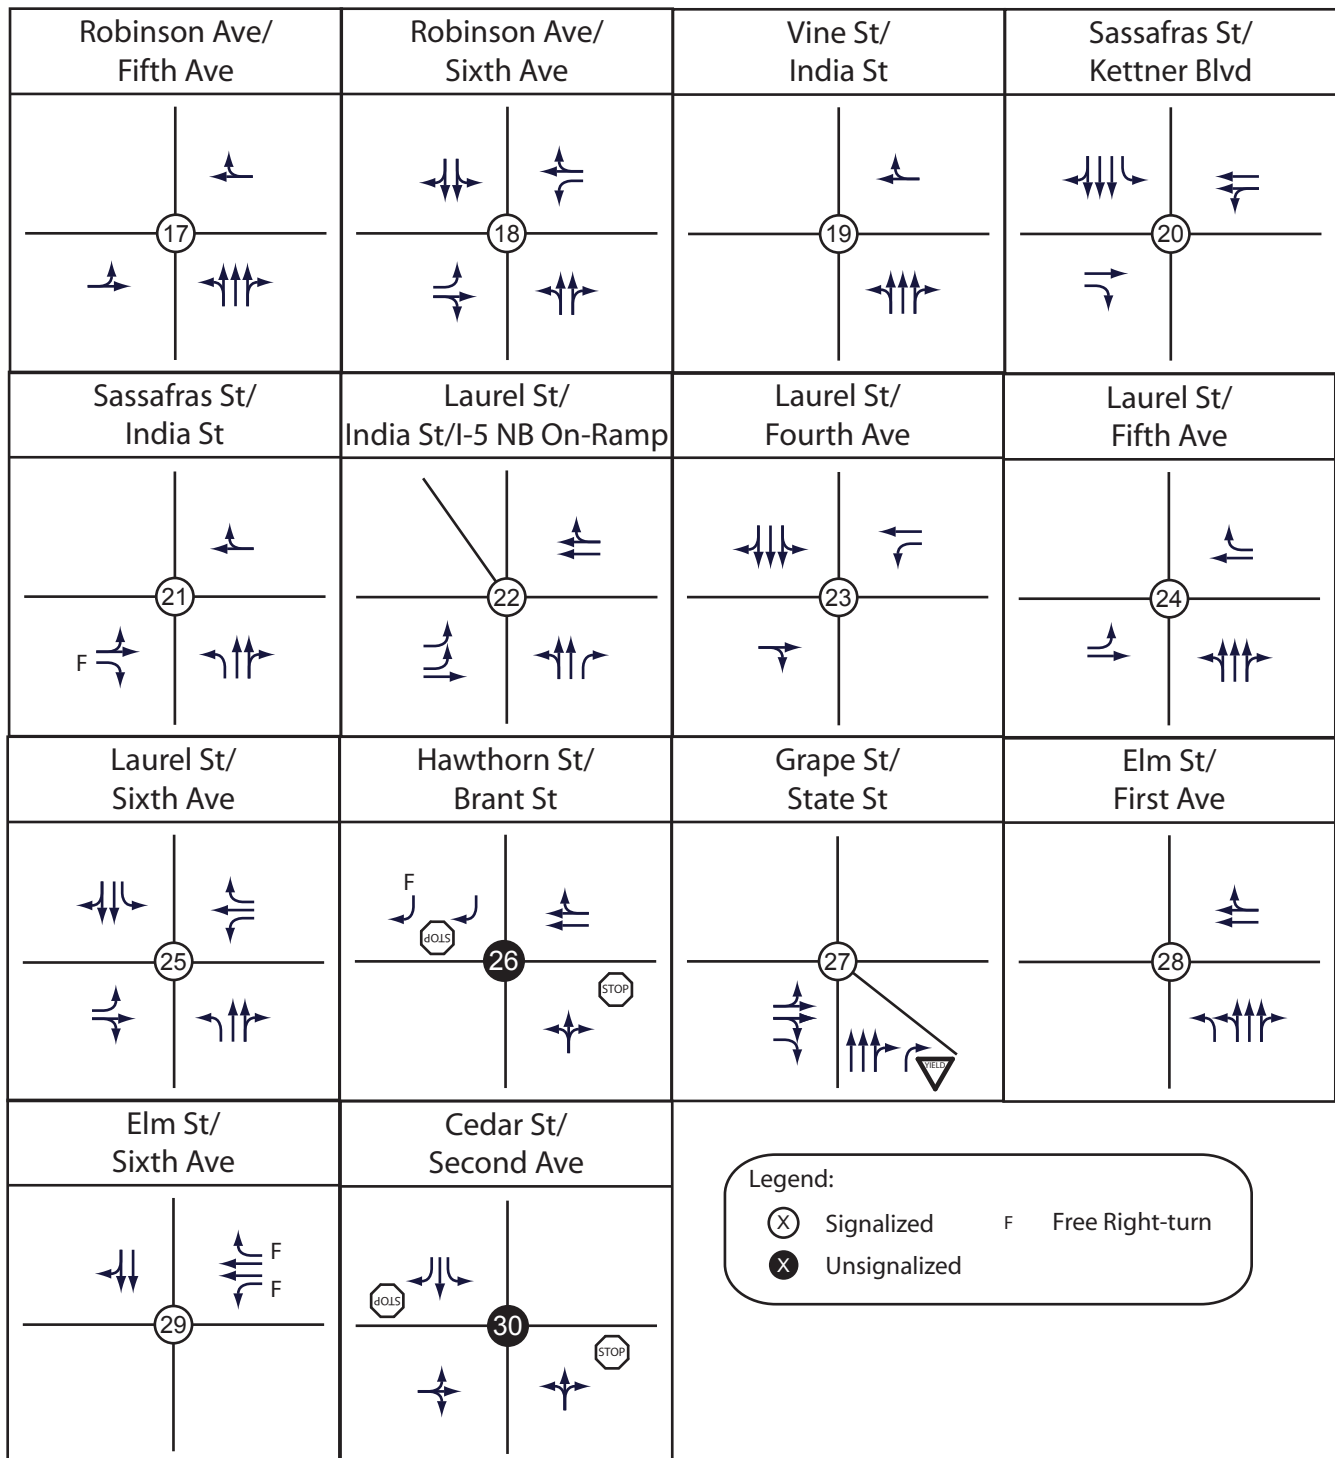 Robinson Ave/
Fifth Ave
17
Robinson Ave/
Sixth Ave
18
Vine St/
India St
19
Sassafras St/
Kettner Blvd
20
Sassafras St/
India St
21
F
Laurel St/
India St/I-5 NB On-Ramp
22
Laurel St/
Fourth Ave
23
Laurel St/
Fifth Ave
24
Laurel St/
Sixth Ave
25
Hawthorn St/
Brant St
F
STOP
26
STOP
Grape St/
State St
27
YIELD
Elm St/
First Ave
28
Elm St/
Sixth Ave
F
F
29
Cedar St/
Second Ave
STOP
30
STOP
Legend:
X Signalized
F Free Right-turn
X Unsignalized